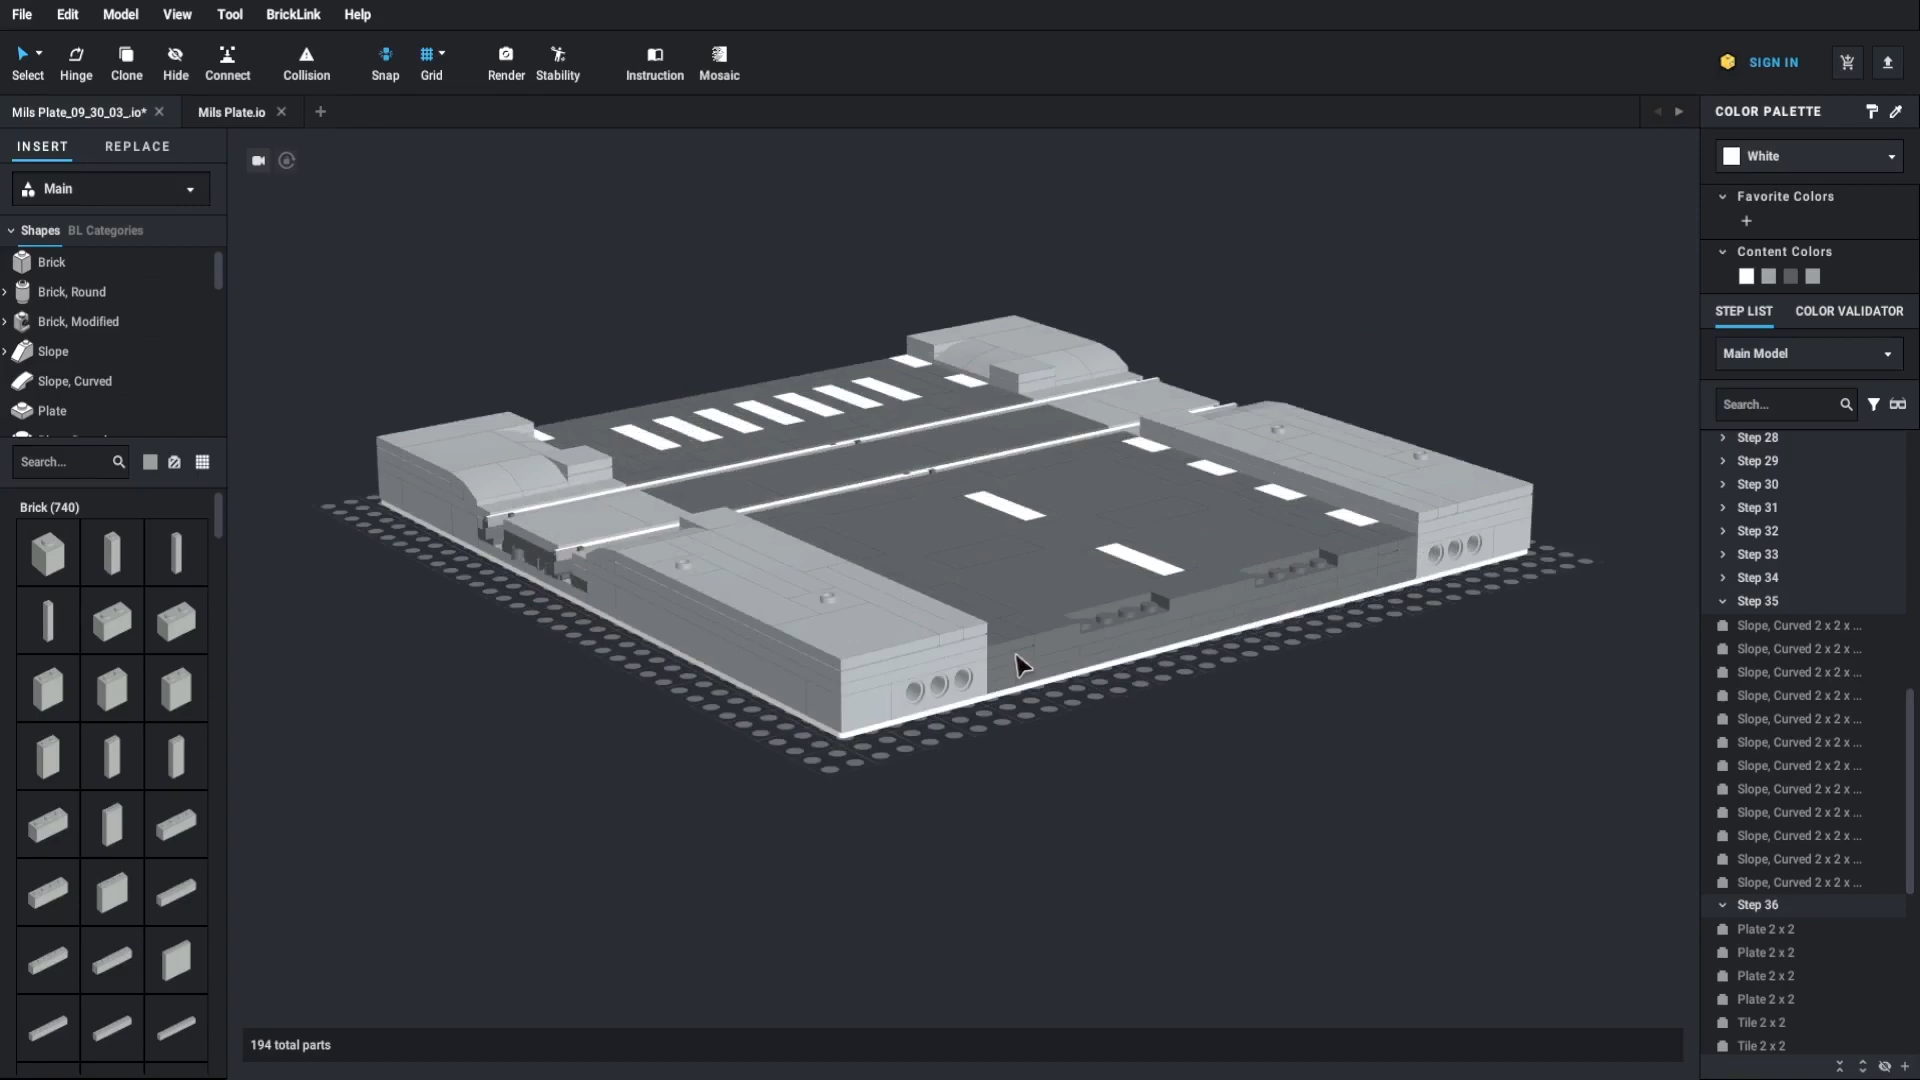 File Edit Model View Tool BrickLink Help
Select Hinge Clone Hide Connect Collision Snap Grid Render Stability Instruction Mosaic
SIGN IN
Mils Plate_09_30_03_.io*
Mils Plate.io
COLOR PALETTE
INSERT REPLACE
Main
White
Favorite Colors
Content Colors
Shapes BL Categories
Brick
Brick, Round
Brick, Modified
Slope
Slope, Curved
Plate
Search...
Brick (740)
STEP LIST COLOR VALIDATOR
Main Model
Search...
Step 28
Step 29
Step 30
Step 31
Step 32
Step 33
Step 34
Step 35
Slope, Curved 2 x 2 x ...
Slope, Curved 2 x 2 x ...
Slope, Curved 2 x 2 x ...
Slope, Curved 2 x 2 x ...
Slope, Curved 2 x 2 x ...
Slope, Curved 2 x 2 x ...
Slope, Curved 2 x 2 x ...
Slope, Curved 2 x 2 x ...
Slope, Curved 2 x 2 x ...
Slope, Curved 2 x 2 x ...
Slope, Curved 2 x 2 x ...
Slope, Curved 2 x 2 x ...
Step 36
Plate 2 x 2
Plate 2 x 2
Plate 2 x 2
Plate 2 x 2
Tile 2 x 2
Tile 2 x 2
194 total parts